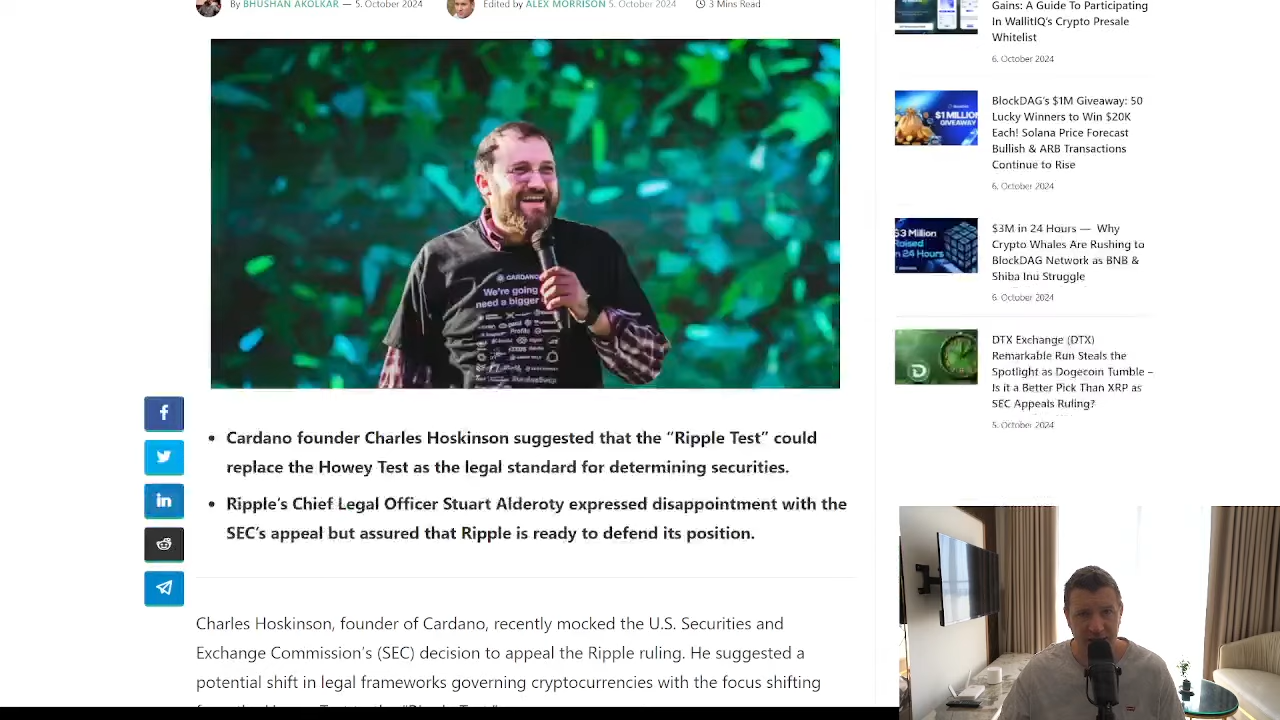 By BHUSHAN AKOLKAR — 5. October 2024
Edited by ALEX MORRISON 5. October 2024
3 Mins Read
CARDANO
We're going
need a bigger
Cardano founder Charles Hoskinson suggested that the “Ripple Test” could
replace the Howey Test as the legal standard for determining securities.
Ripple’s Chief Legal Officer Stuart Alderoty expressed disappointment with the
SEC’s appeal but assured that Ripple is ready to defend its position.
Charles Hoskinson, founder of Cardano, recently mocked the U.S. Securities and
Exchange Commission’s (SEC) decision to appeal the Ripple ruling. He suggested a
potential shift in legal frameworks governing cryptocurrencies with the focus shifting
Gains: A Guide To Participating
In WallitIQ’s Crypto Presale
Whitelist
6. October 2024
$1 MILLION
GIVEAWAY
BlockDAG’s $1M Giveaway: 50
Lucky Winners to Win $20K
Each! Solana Price Forecast
Bullish & ARB Transactions
Continue to Rise
6. October 2024
$3 Million
Raised
in 24 Hours
$3M in 24 Hours — Why
Crypto Whales Are Rushing to
BlockDAG Network as BNB &
Shiba Inu Struggle
6. October 2024
DTX Exchange (DTX)
Remarkable Run Steals the
Spotlight as Dogecoin Tumble –
Is it a Better Pick Than XRP as
SEC Appeals Ruling?
5. October 2024